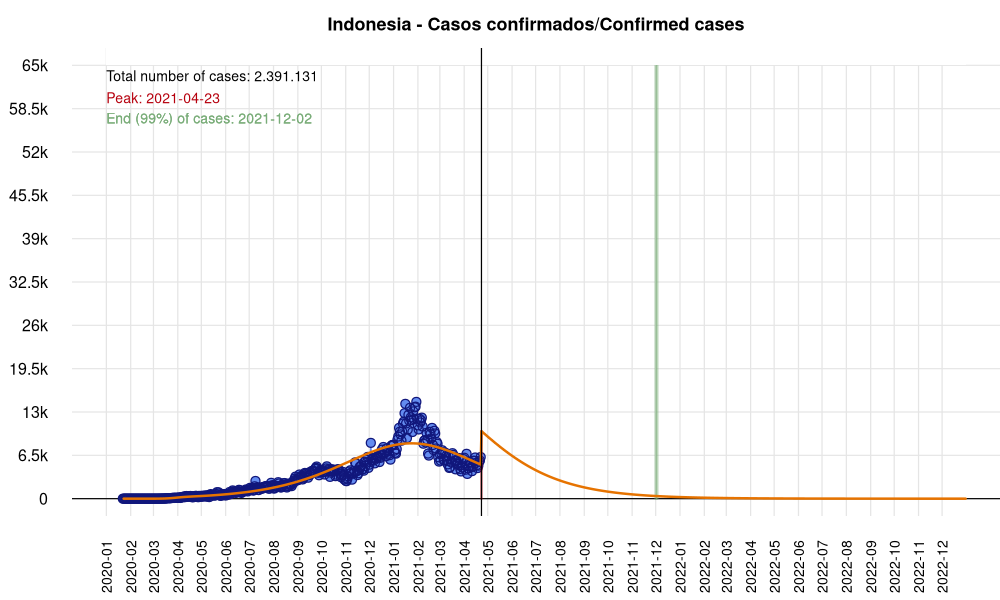 Indonesia - Casos confirmados/Confirmed cases
Total number of cases: 2.391.131
Peak: 2021-04-23
End (99%) of cases: 2021-12-02
65k
58.5k
52k
45.5k
39k
32.5k
26k
19.5k
13k
6.5k
0
2020-01
2020-02
2020-03
2020-04
2020-05
2020-06
2020-07
2020-08
2020-09
2020-10
2020-11
2020-12
2021-01
2021-02
2021-03
2021-04
2021-05
2021-06
2021-07
2021-08
2021-09
2021-10
2021-11
2021-12
2022-01
2022-02
2022-03
2022-04
2022-05
2022-06
2022-07
2022-08
2022-09
2022-10
2022-11
2022-12